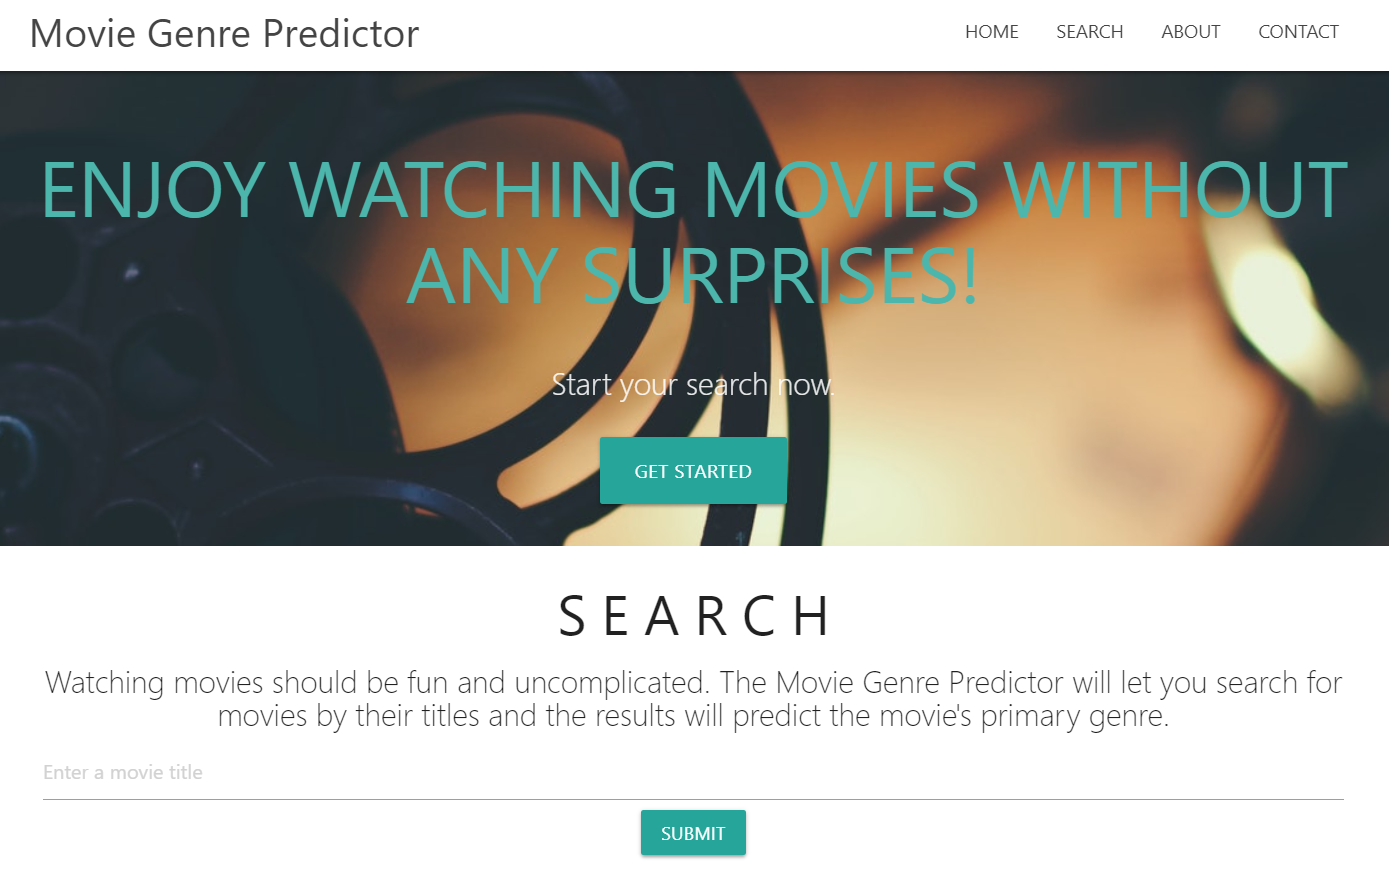 Movie Genre Predictor
HOME SEARCH ABOUT CONTACT
ENJOY WATCHING MOVIES WITHOUT
ANY SURPRISES!
Start your search now.
GET STARTED
SEARCH
Watching movies should be fun and uncomplicated. The Movie Genre Predictor will let you search for
movies by their titles and the results will predict the movie's primary genre.
Enter a movie title
SUBMIT